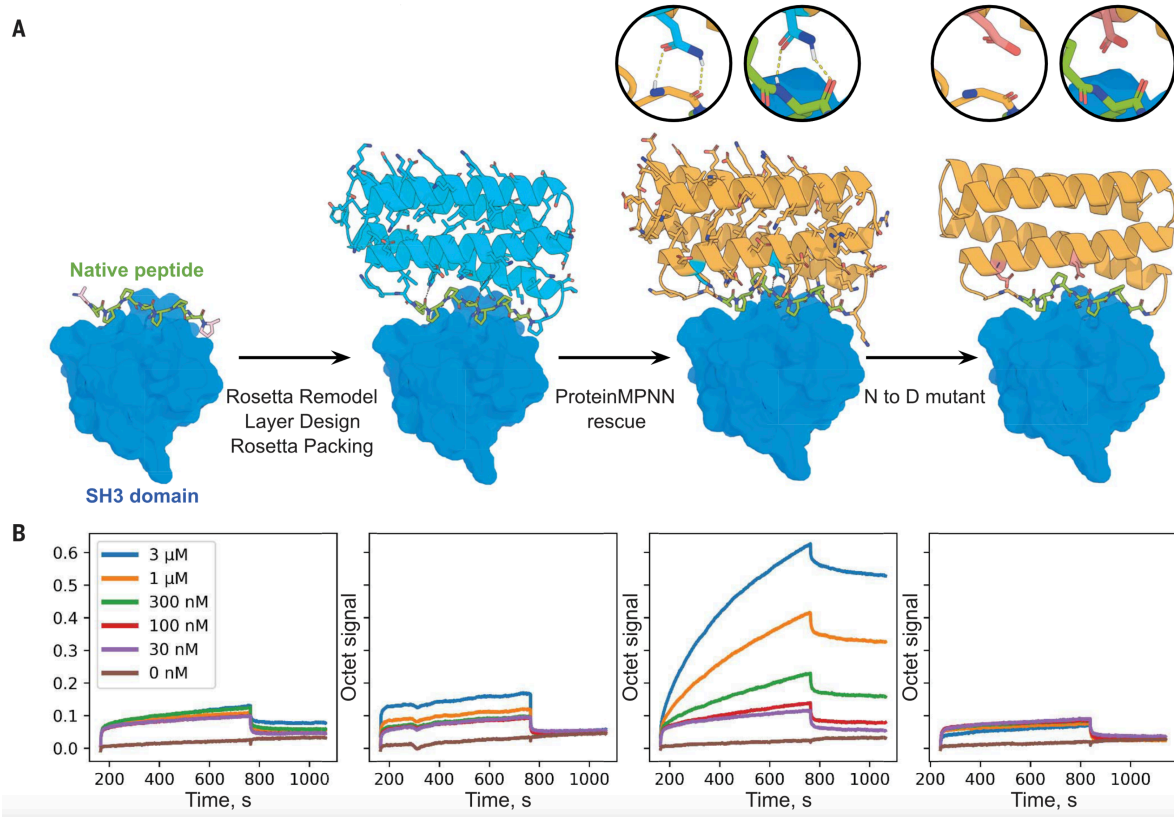 A
Native peptide
SH3 domain
Rosetta Remodel
Layer Design
Rosetta Packing
ProteinMPNN
rescue
N to D mutant
B
0.6
0.5
0.4
0.3
0.2
0.1
0.0
3 μM
1 μM
300 nM
100 nM
30 nM
0 nM
200 400 600 800 1000
Time, s
Octet signal
200 400 600 800 1000
Time, s
Octet signal
200 400 600 800 1000
Time, s
Octet signal
200 400 600 800 1000
Time, s